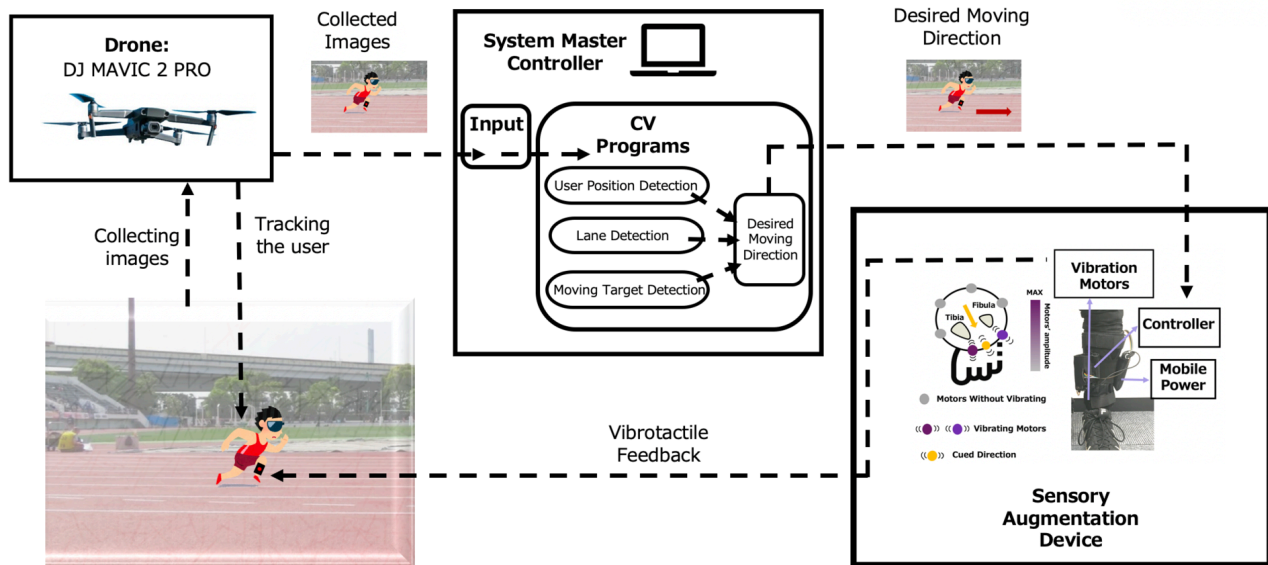 Drone:
DJ MAVIC 2 PRO
Collected
Images
System Master
Controller
Desired Moving
Direction
Input
CV
Programs
User Position Detection
Lane Detection
Moving Target Detection
Desired
Moving
Direction
Collecting
images
Tracking
the user
Vibration
Motors
Controller
Mobile
Power
MAX
Motors' amplitude
Fibula
Tibia
Motors Without Vibrating
Vibrating Motors
Cued Direction
Vibrotactile
Feedback
Sensory
Augmentation
Device